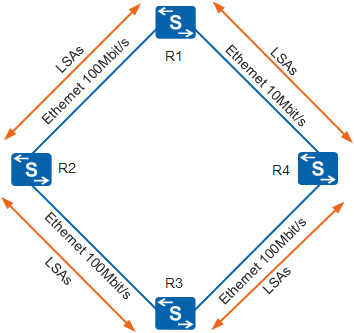 S
R1
LSAs
Ethernet 100Mbit/s
LSAs
Ethernet 10Mbit/s
S
R2
R4
S
Ethernet 100Mbit/s
LSAs
R3
S
Ethernet 100Mbit/s
LSAs